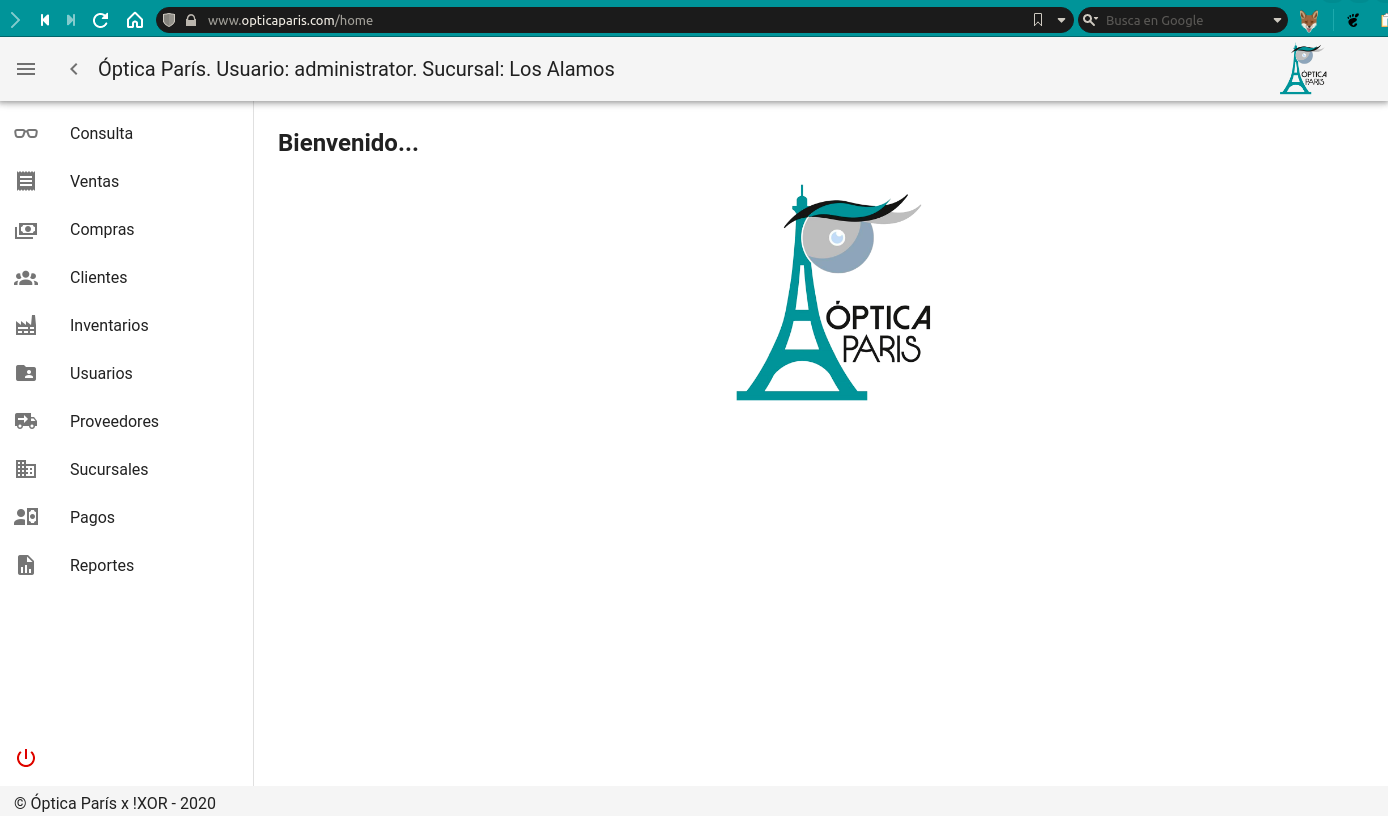 www.opticaparis.com/home
Busca en Google
Óptica París. Usuario: administrator. Sucursal: Los Alamos
ÓPTICA
PARIS
Consulta
Ventas
Compras
Clientes
Inventarios
Usuarios
Proveedores
Sucursales
Pagos
Reportes
Bienvenido...
ÓPTICA
PARIS
© Óptica París x !XOR - 2020